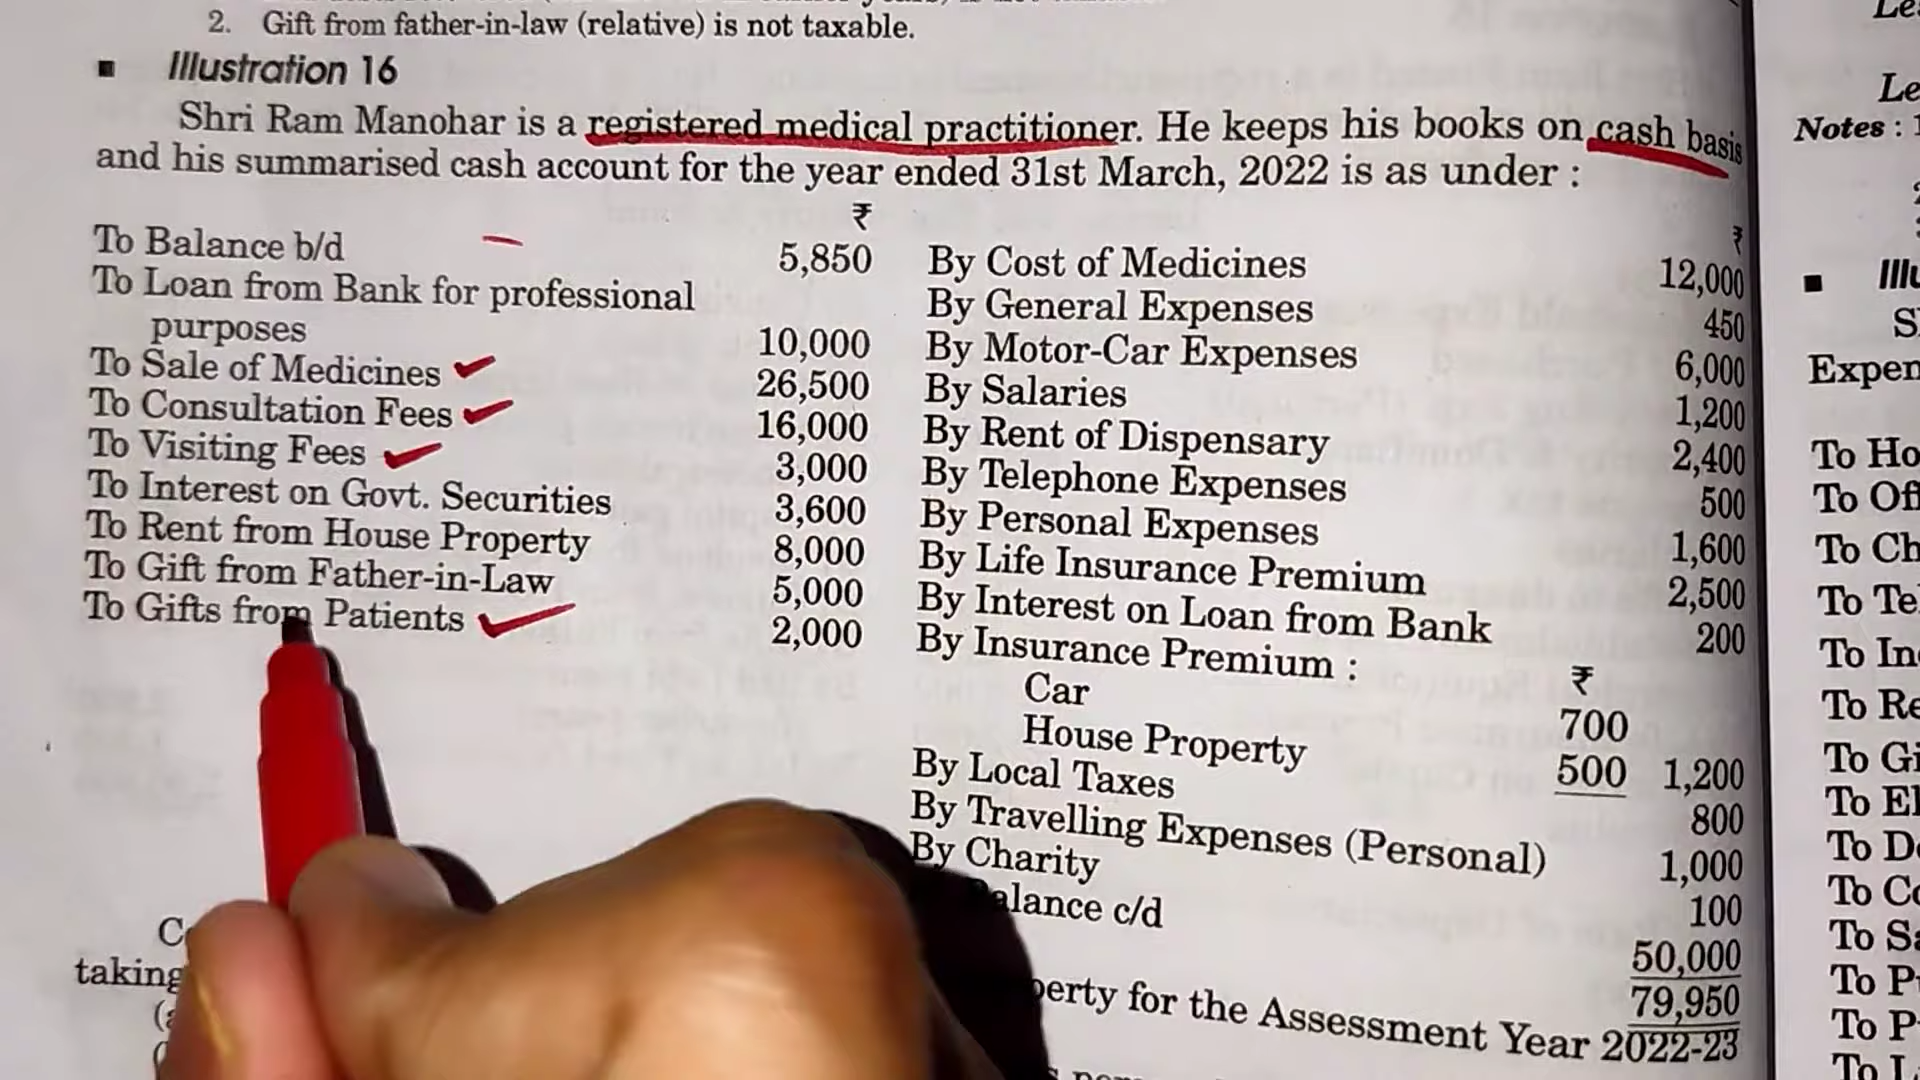 2. Gift from father-in-law (relative) is not taxable.
■ Illustration 16
Shri Ram Manohar is a registered medical practitioner. He keeps his books on cash basis
and his summarised cash account for the year ended 31st March, 2022 is as under :
₹
To Balance b/d 5,850
To Loan from Bank for professional
purposes 10,000
To Sale of Medicines 26,500
To Consultation Fees 16,000
To Visiting Fees 3,000
To Interest on Govt. Securities 3,600
To Rent from House Property 8,000
To Gift from Father-in-Law 5,000
To Gifts from Patients 2,000
₹
By Cost of Medicines 12,000
By General Expenses 450
By Motor-Car Expenses 6,000
By Salaries 1,200
By Rent of Dispensary 2,400
By Telephone Expenses 500
By Personal Expenses 1,600
By Life Insurance Premium 2,500
By Interest on Loan from Bank 200
By Insurance Premium : ₹
Car 700
House Property 500 1,200
By Local Taxes 800
By Travelling Expenses (Personal) 1,000
By Charity 100
c/d 50,000
79,950
taking for the Assessment Year 2022-23
Notes :
■
To
To
To
To
To
To
To
To
To
To
To
To
To
To